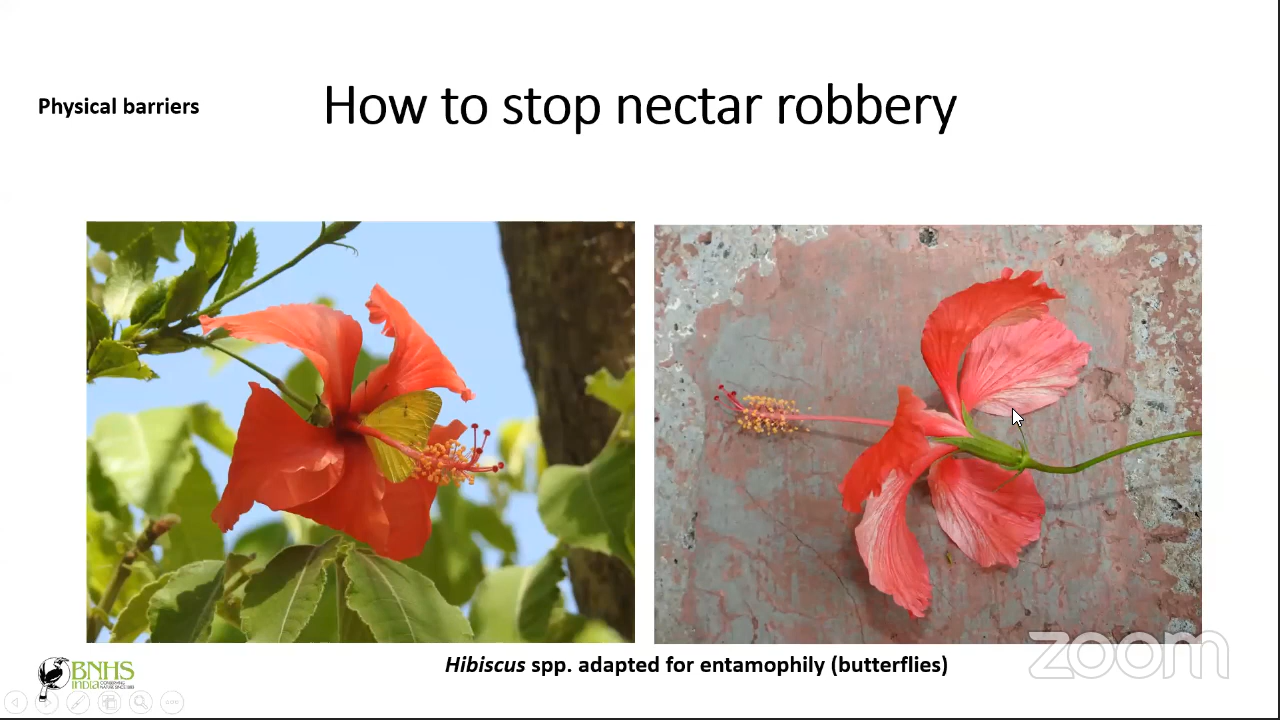 Physical barriers
How to stop nectar robbery
Hibiscus spp. adapted for entamophily (butterflies)
BNHS
INDIA
zoom